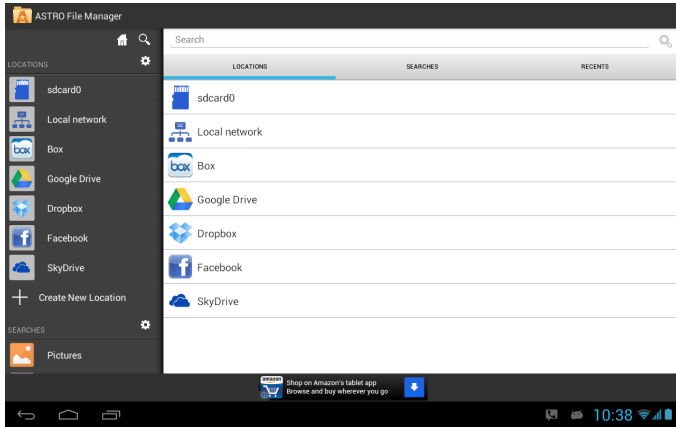 ASTRO File Manager
LOCATIONS
sdcard0
Local network
box
Box
Google Drive
Dropbox
Facebook
SkyDrive
Create New Location
SEARCHES
Pictures
Search
LOCATIONS
SEARCHES
RECENTS
sdcard0
Local network
box
Box
Google Drive
Dropbox
Facebook
SkyDrive
amazon
Shop on Amazon's tablet app
Browse and buy wherever you go
10:38